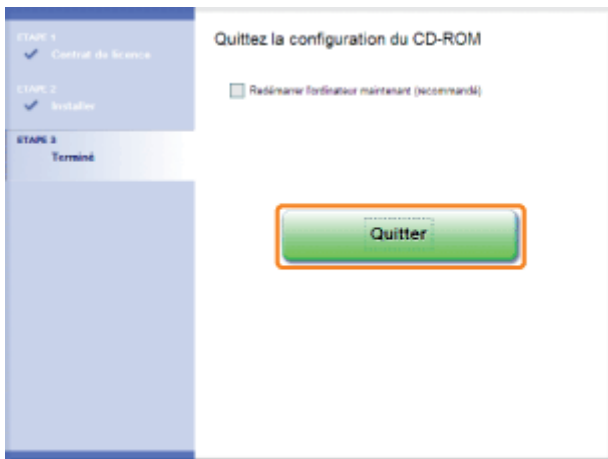 ETAPE 1
Contrat de licence
ETAPE 2
Installer
ETAPE 3
Terminé
Quittez la configuration du CD-ROM
Redémarrer l'ordinateur maintenant (recommandé)
Quitter